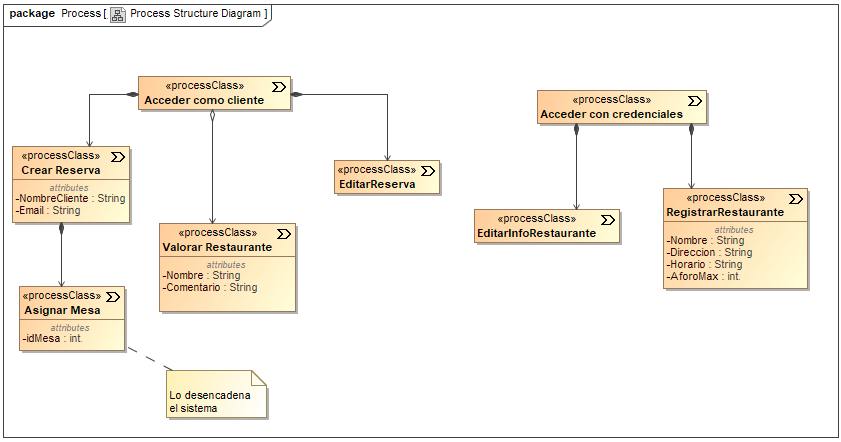 package Process [ Process Structure Diagram ]
«processClass»
Acceder como cliente
«processClass»
Acceder con credenciales
«processClass»
Crear Reserva
attributes
-NombreCliente : String
-Email : String
«processClass»
EditarReserva
«processClass»
Valorar Restaurante
attributes
-Nombre : String
-Comentario : String
«processClass»
EditarInfoRestaurante
«processClass»
RegistrarRestaurante
attributes
-Nombre : String
-Direccion : String
-Horario : String
-AforoMax : int
«processClass»
Asignar Mesa
attributes
-idMesa : int
Lo desencadena
el sistema